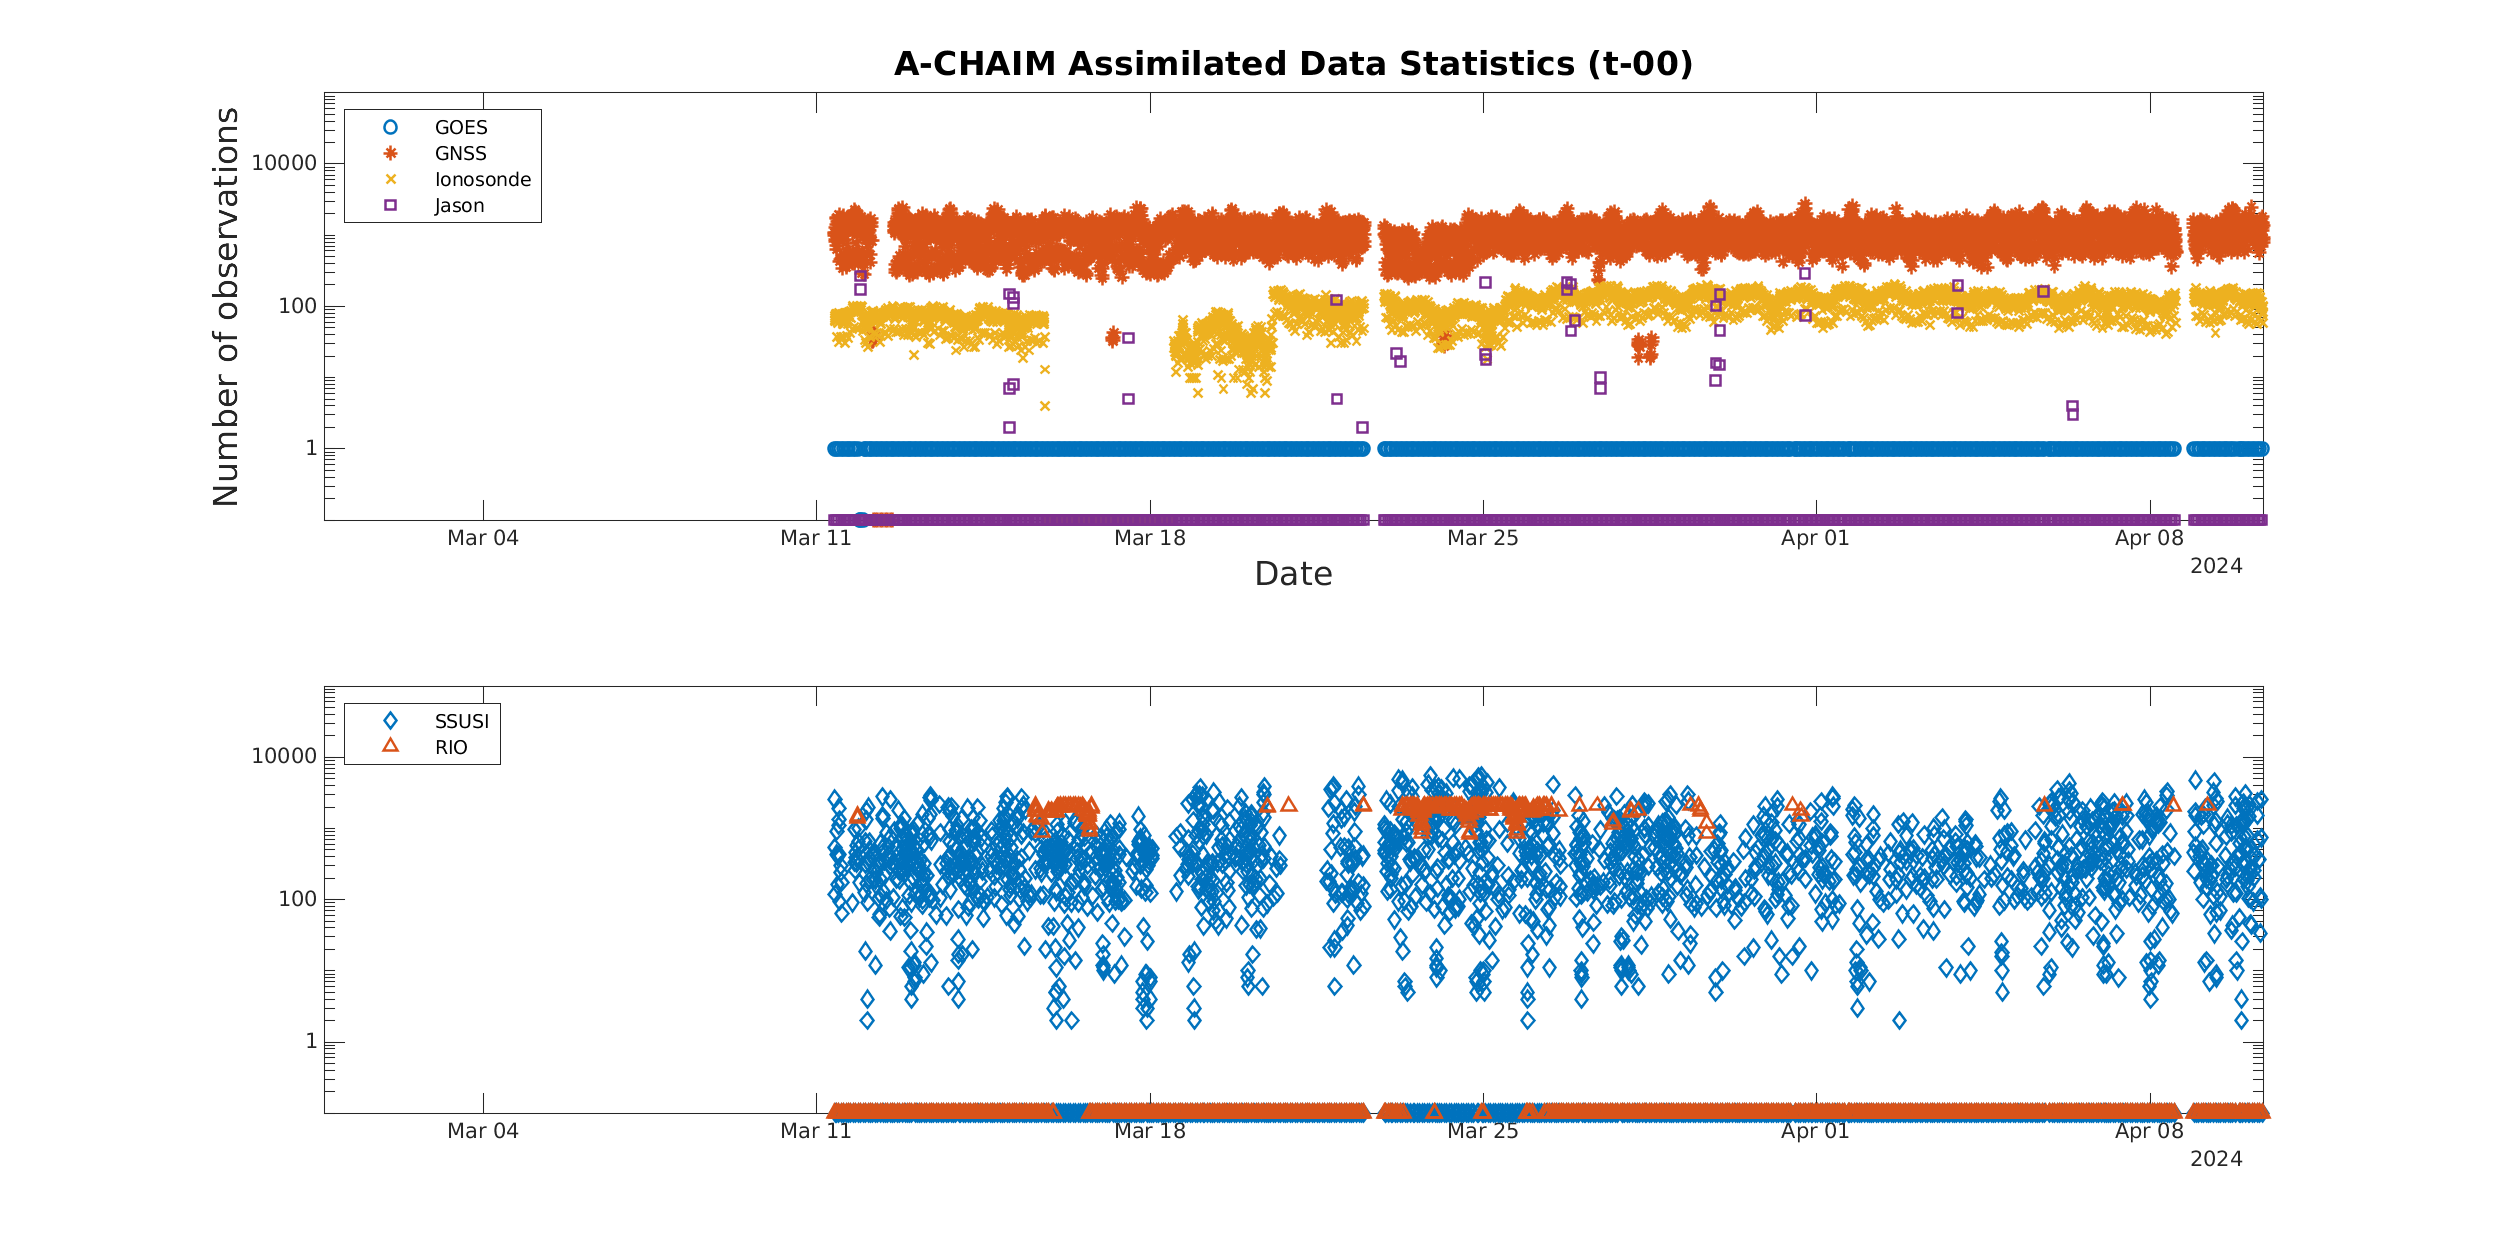 A-CHAIM Assimilated Data Statistics (t-00)
Number of observations
10000
100
1
GOES
GNSS
Ionosonde
Jason
Mar 04
Mar 11
Mar 18
Mar 25
Apr 01
Apr 08
2024
Date
10000
100
1
SSUSI
RIO
Mar 04
Mar 11
Mar 18
Mar 25
Apr 01
Apr 08
2024